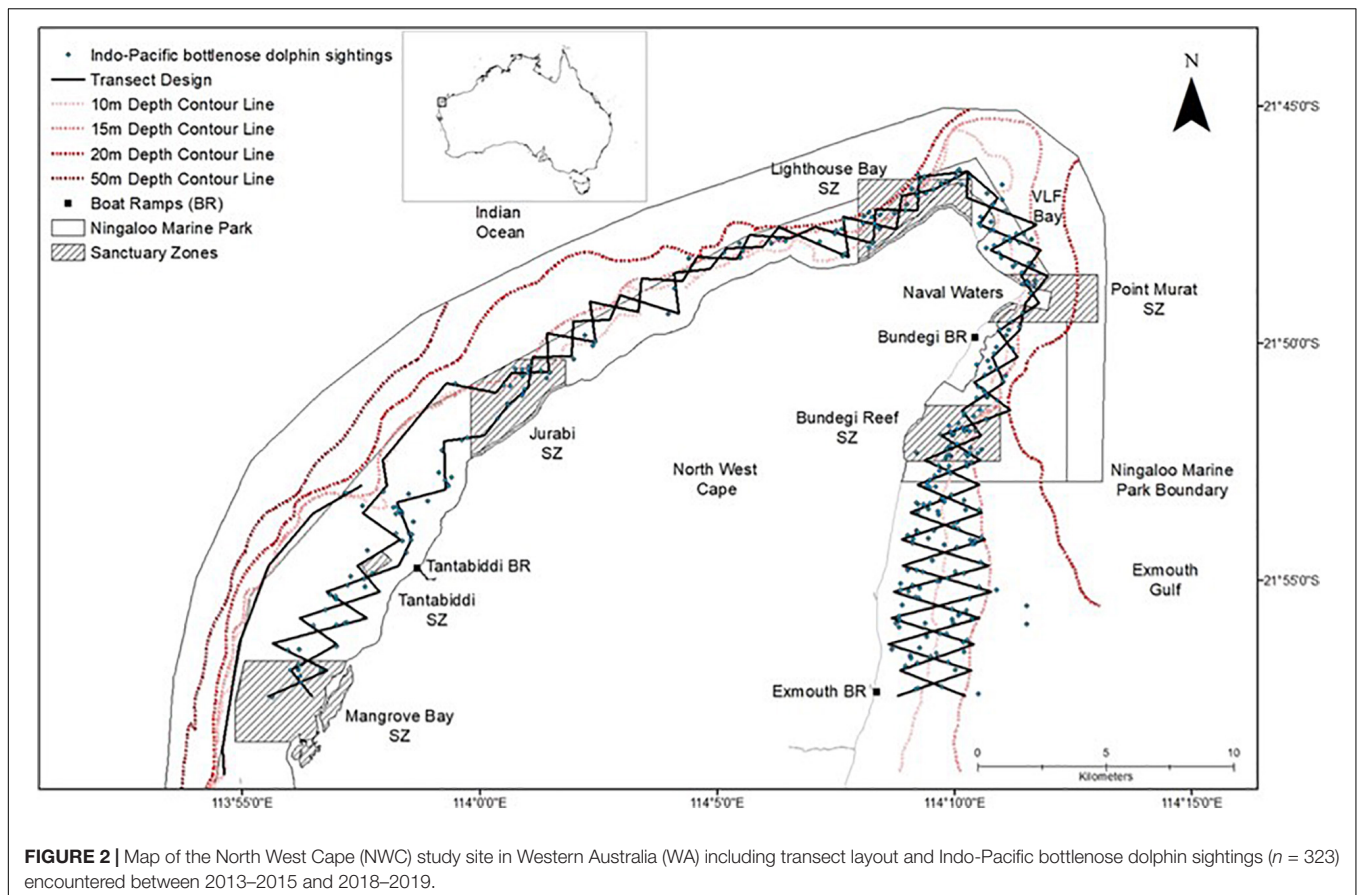 Indo-Pacific bottlenose dolphin sightings
Transect Design
10m Depth Contour Line
15m Depth Contour Line
20m Depth Contour Line
50m Depth Contour Line
Boat Ramps (BR)
Ningaloo Marine Park
Sanctuary Zones
Indian
Ocean
N
21°45'0"S
Lighthouse Bay
SZ
VLF
Bay
Naval Waters
Point Murat
SZ
Bundegi BR
21°50'0"S
Bundegi Reef
SZ
Jurabi
SZ
North West
Cape
Ningaloo Marine
Park Boundary
Tantabiddi BR
Tantabiddi
SZ
Exmouth
Gulf
21°55'0"S
Exmouth BR
Mangrove Bay
SZ
0 5 10
Kilometers
113°55'0"E 114°0'0"E 114°5'0"E 114°10'0"E 114°15'0"E
FIGURE 2 | Map of the North West Cape (NWC) study site in Western Australia (WA) including transect layout and Indo-Pacific bottlenose dolphin sightings (n = 323)
encountered between 2013–2015 and 2018–2019.